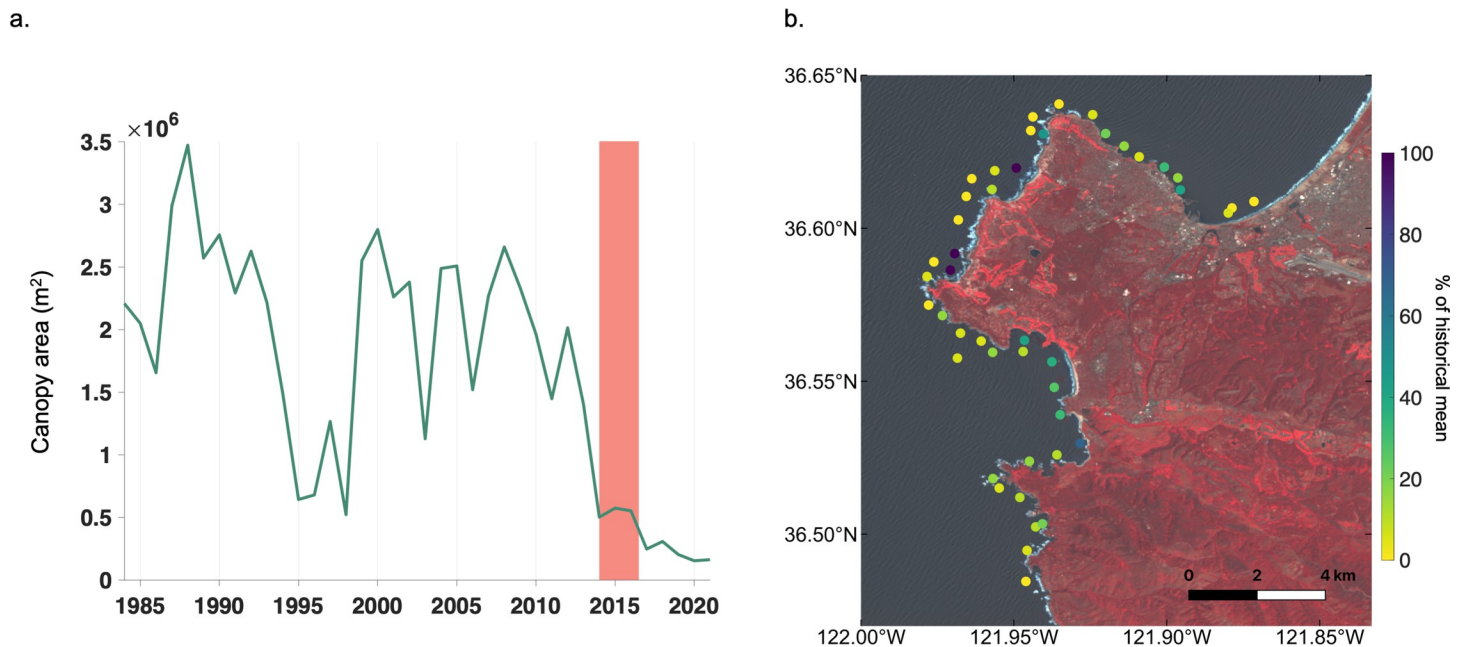 a.
×10⁶
3.5
3
2.5
2
1.5
1
0.5
0
Canopy area (m²)
1985 1990 1995 2000 2005 2010 2015 2020
b.
36.65°N
36.60°N
36.55°N
36.50°N
122.00°W 121.95°W 121.90°W 121.85°W
0 2 4 km
100
80
60
40
20
0
% of historical mean